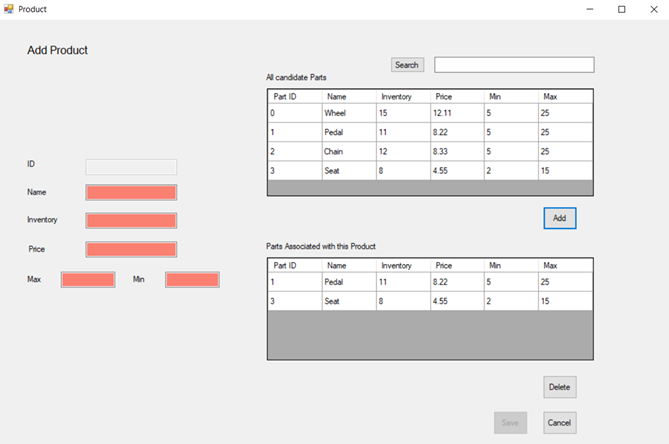 Product
Add Product
Search
All candidate Parts
Part ID Name Inventory Price Min Max
0 Wheel 15 12.11 5 25
1 Pedal 11 8.22 5 25
2 Chain 12 8.33 5 25
3 Seat 8 4.55 2 15
ID
Name
Inventory
Price
Max Min
Add
Parts Associated with this Product
Part ID Name Inventory Price Min Max
1 Pedal 11 8.22 5 25
3 Seat 8 4.55 2 15
Delete
Save Cancel